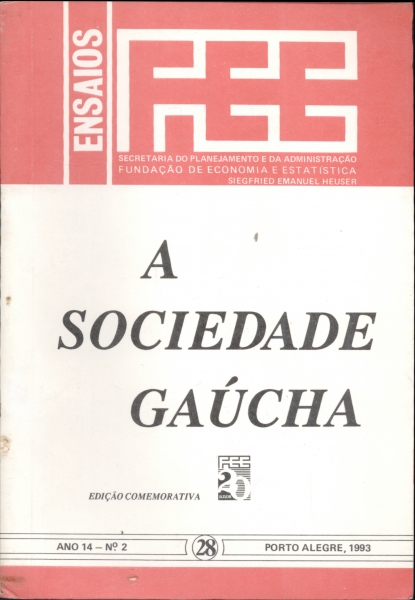 ENSAIOS
FEE
SECRETARIA DO PLANEJAMENTO E DA ADMINISTRAÇÃO
FUNDAÇÃO DE ECONOMIA E ESTATÍSTICA
SIEGFRIED EMANUEL HEUSER
A
SOCIEDADE
GAÚCHA
FEE
20
EDIÇÃO COMEMORATIVA
ANO 14 – Nº 2
28
PORTO ALEGRE, 1993